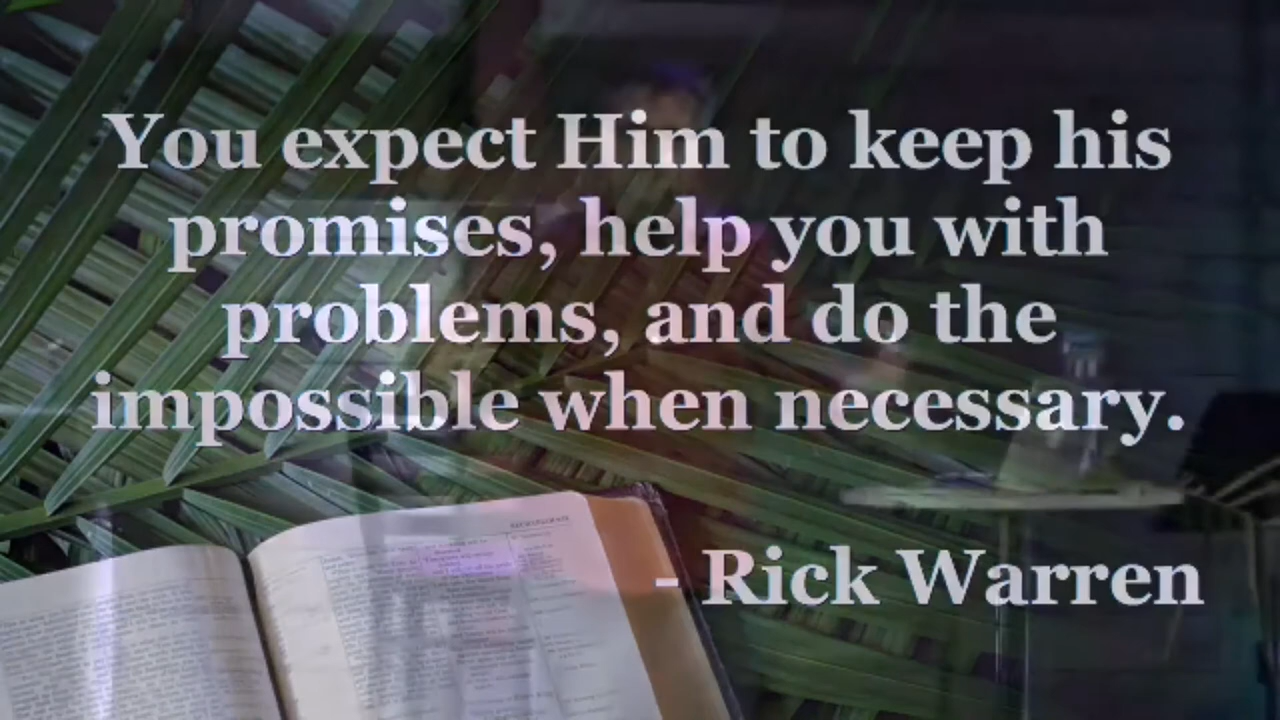 You expect Him to keep his
promises, help you with
problems, and do the
impossible when necessary.
- Rick Warren